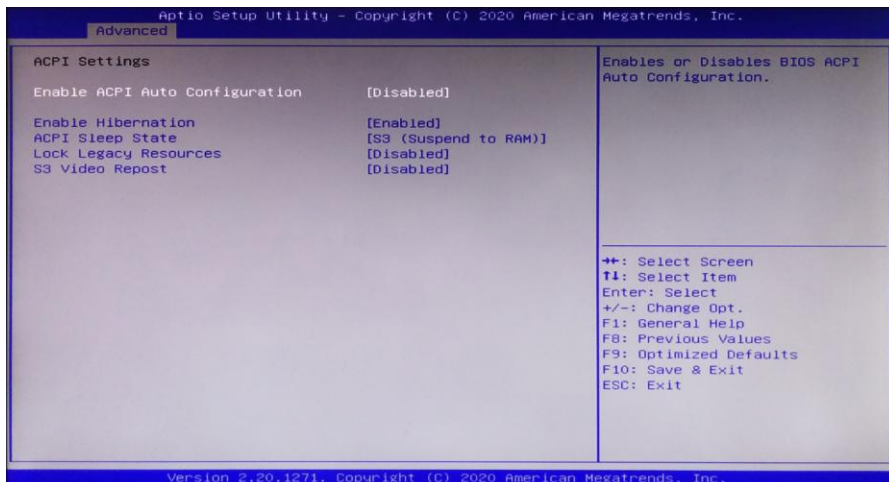 Aptio Setup Utility – Copyright (C) 2020 American Megatrends, Inc.
Advanced
ACPI Settings
Enable ACPI Auto Configuration [Disabled]
Enable Hibernation [Enabled]
ACPI Sleep State [S3 (Suspend to RAM)]
Lock Legacy Resources [Disabled]
S3 Video Repost [Disabled]
Enables or Disables BIOS ACPI
Auto Configuration.
→←: Select Screen
↑↓: Select Item
Enter: Select
+/-: Change Opt.
F1: General Help
F8: Previous Values
F9: Optimized Defaults
F10: Save & Exit
ESC: Exit
Version 2.20.1271. Copyright (C) 2020 American Megatrends, Inc.